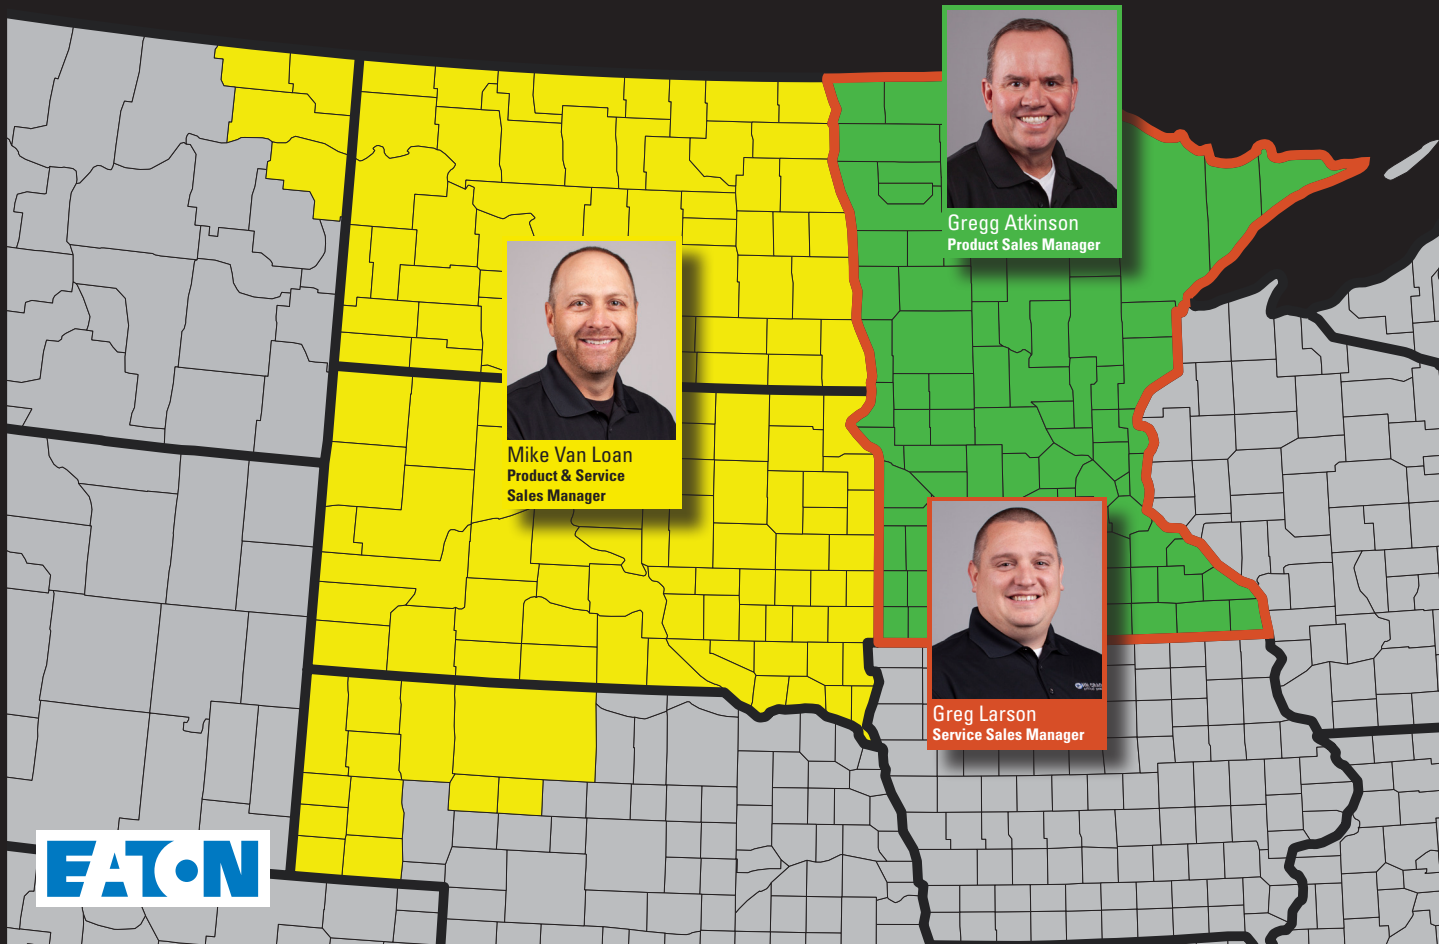 Gregg Atkinson
Product Sales Manager
Mike Van Loan
Product & Service
Sales Manager
Greg Larson
Service Sales Manager
EATON